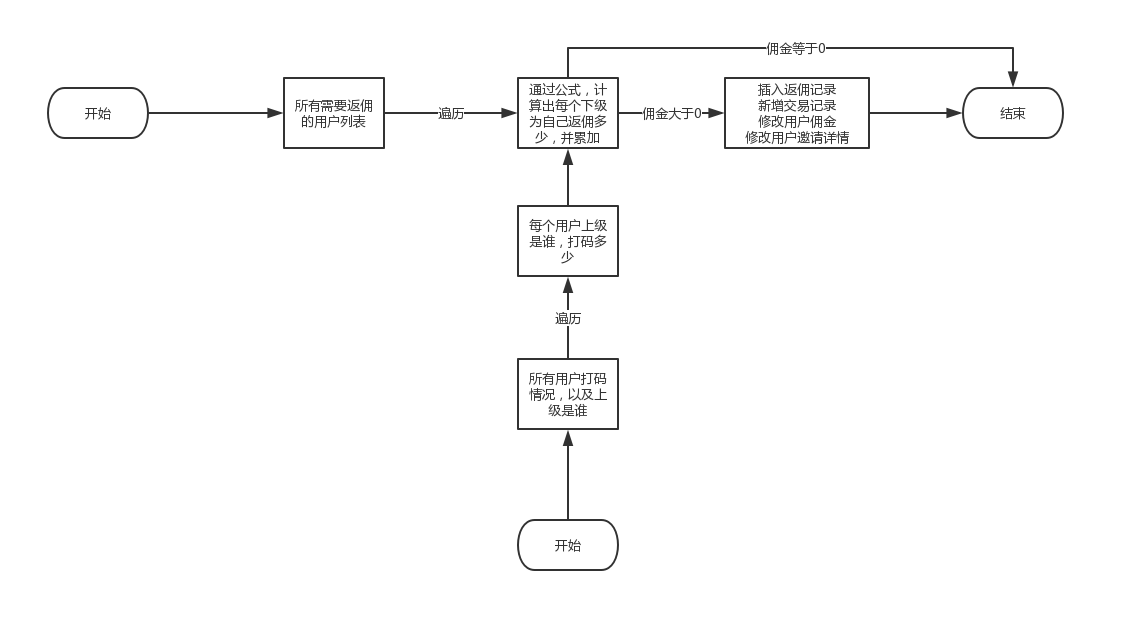 佣金等于0
开始
所有需要返佣
的用户列表
遍历
通过公式，计
算出每个下级
为自己返佣多
少，并累加
佣金大于0
插入返佣记录
新增交易记录
修改用户佣金
修改用户邀请详情
结束
每个用户上级
是谁，打码多
少
遍历
所有用户打码
情况，以及上
级是谁
开始